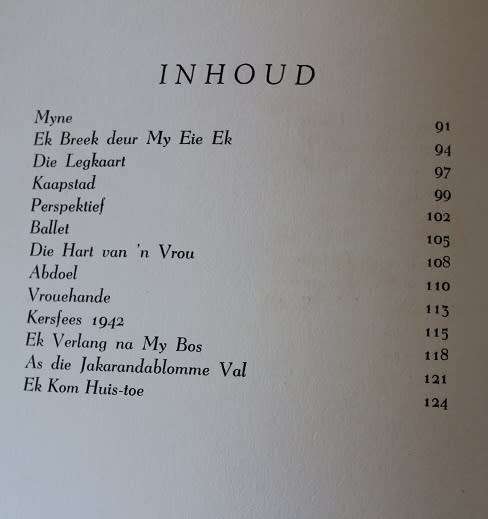 INHOUD
Myne 91
Ek Breek deur My Eie Ek 94
Die Legkaart 97
Kaapstad 99
Perspektief 102
Ballet 105
Die Hart van 'n Vrou 108
Abdoel 110
Vrouehande 113
Kersfees 1942 115
Ek Verlang na My Bos 118
As die Jakarandablomme Val 121
Ek Kom Huis-toe 124